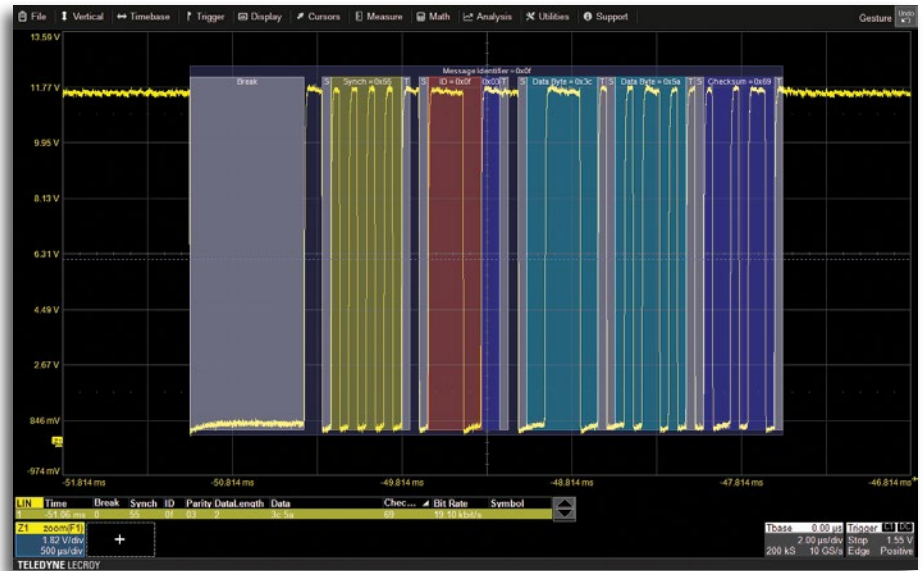 File Vertical Timebase Trigger Display Cursors Measure Math Analysis Utilities Support Gesture Undo
13.59 V
Message Identifier = 0x0f
Break S Synch = 0x55 T S ID = 0x0f 0x03 T S Data Byte = 0x3c T S Data Byte = 0x5a T S Checksum = 0x69 T
11.77 V
9.95 V
8.13 V
6.31 V
4.49 V
2.67 V
846 mV
Z1
-974 mV
-51.814 ms -50.814 ms -49.814 ms -48.814 ms -47.814 ms -46.814 ms
LIN Time Break Synch ID Parity DataLength Data Chec... Bit Rate Symbol
1 -51.06 ms 0 55 0f 03 2 3c 5a 69 19.10 kbit/s
Z1 zoom(F1)
1.82 V/div
500 µs/div
+
Tbase 0.00 µs Trigger C1 DC
2.00 µs/div Stop 1.55 V
200 kS 10 GS/s Edge Positive
TELEDYNE LECROY